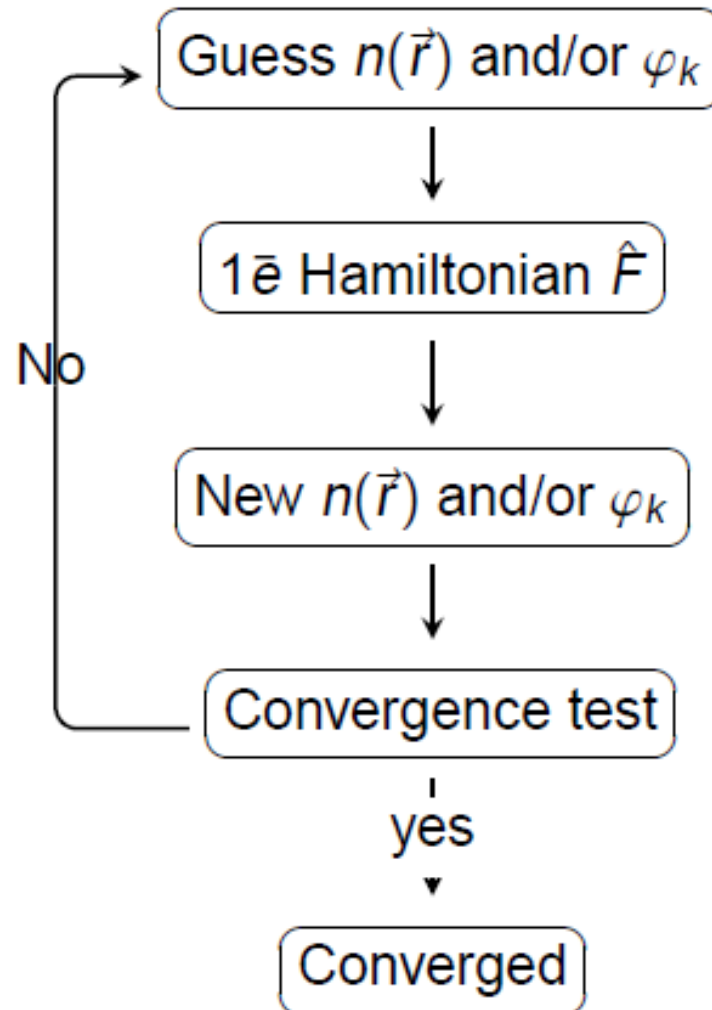 Guess n(r⃗) and/or φₖ
1ē Hamiltonian F̂
No
New n(r⃗) and/or φₖ
Convergence test
yes
Converged